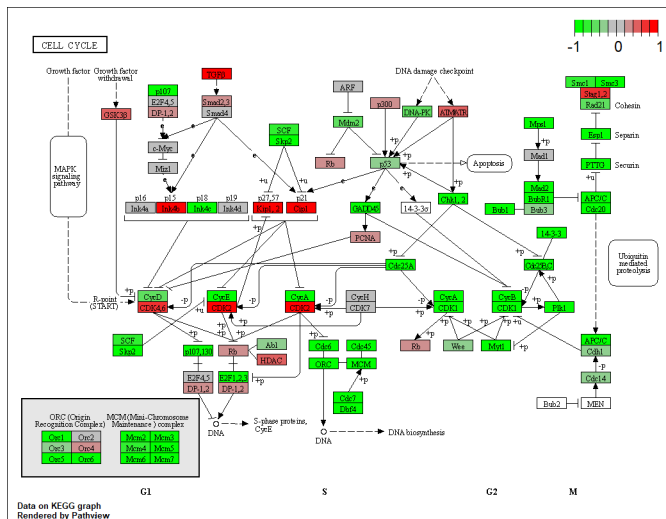 CELL CYCLE
-1 0 1
Growth factor
Growth factor
withdrawal
TGFβ
DNA damage checkpoint
Smc1 Smc3
Stag1,2
Rad21
Cohesin
p107
E2F4,5
DP-1,2
Smad2,3
Smad4
ARF
p300
DNA-PK
ATM/ATR
GSK3β
Mdm2
Mps1
Esp1
Separin
SCF
Skp2
c-Myc
Miz1
Rb
p53
Apoptosis
Mad1
PTTG
Securin
MAPK
signaling
pathway
Mad2
BubR1
Bub3
Bub1
APC/C
Cdc20
p16 p15 p18 p19 p27,57 p21
Ink4a Ink4b Ink4c Ink4d Kip1,2 Cip1
GADD45
14-3-3σ
Chk1,2
14-3-3
PCNA
Cdc25A
Cdc25B,C
Ubiquitin
mediated
proteolysis
R-point
(START)
CycD
CDK4,6
CycE
CDK2
CycA
CDK2
CycH
CDK7
CycA
CDK1
CycB
CDK1
Plk1
SCF
Skp2
p107,130
Rb
Abl
HDAC
Cdc6
Cdc45
ORC
MCM
Rb
Wee
Myt1
APC/C
Cdh1
Cdc14
E2F4,5
DP-1,2
E2F1,2,3
DP-1,2
Cdc7
Dbf4
Bub2
MEN
DNA
S-phase proteins,
CycE
DNA
DNA biosynthesis
ORC (Origin
Recognition Complex)
MCM (Mini-Chromosome
Maintenance) complex
Orc1 Orc2 Mcm2 Mcm3
Orc3 Orc4 Mcm4 Mcm5
Orc5 Orc6 Mcm6 Mcm7
G1 S G2 M
Data on KEGG graph
Rendered by Pathview